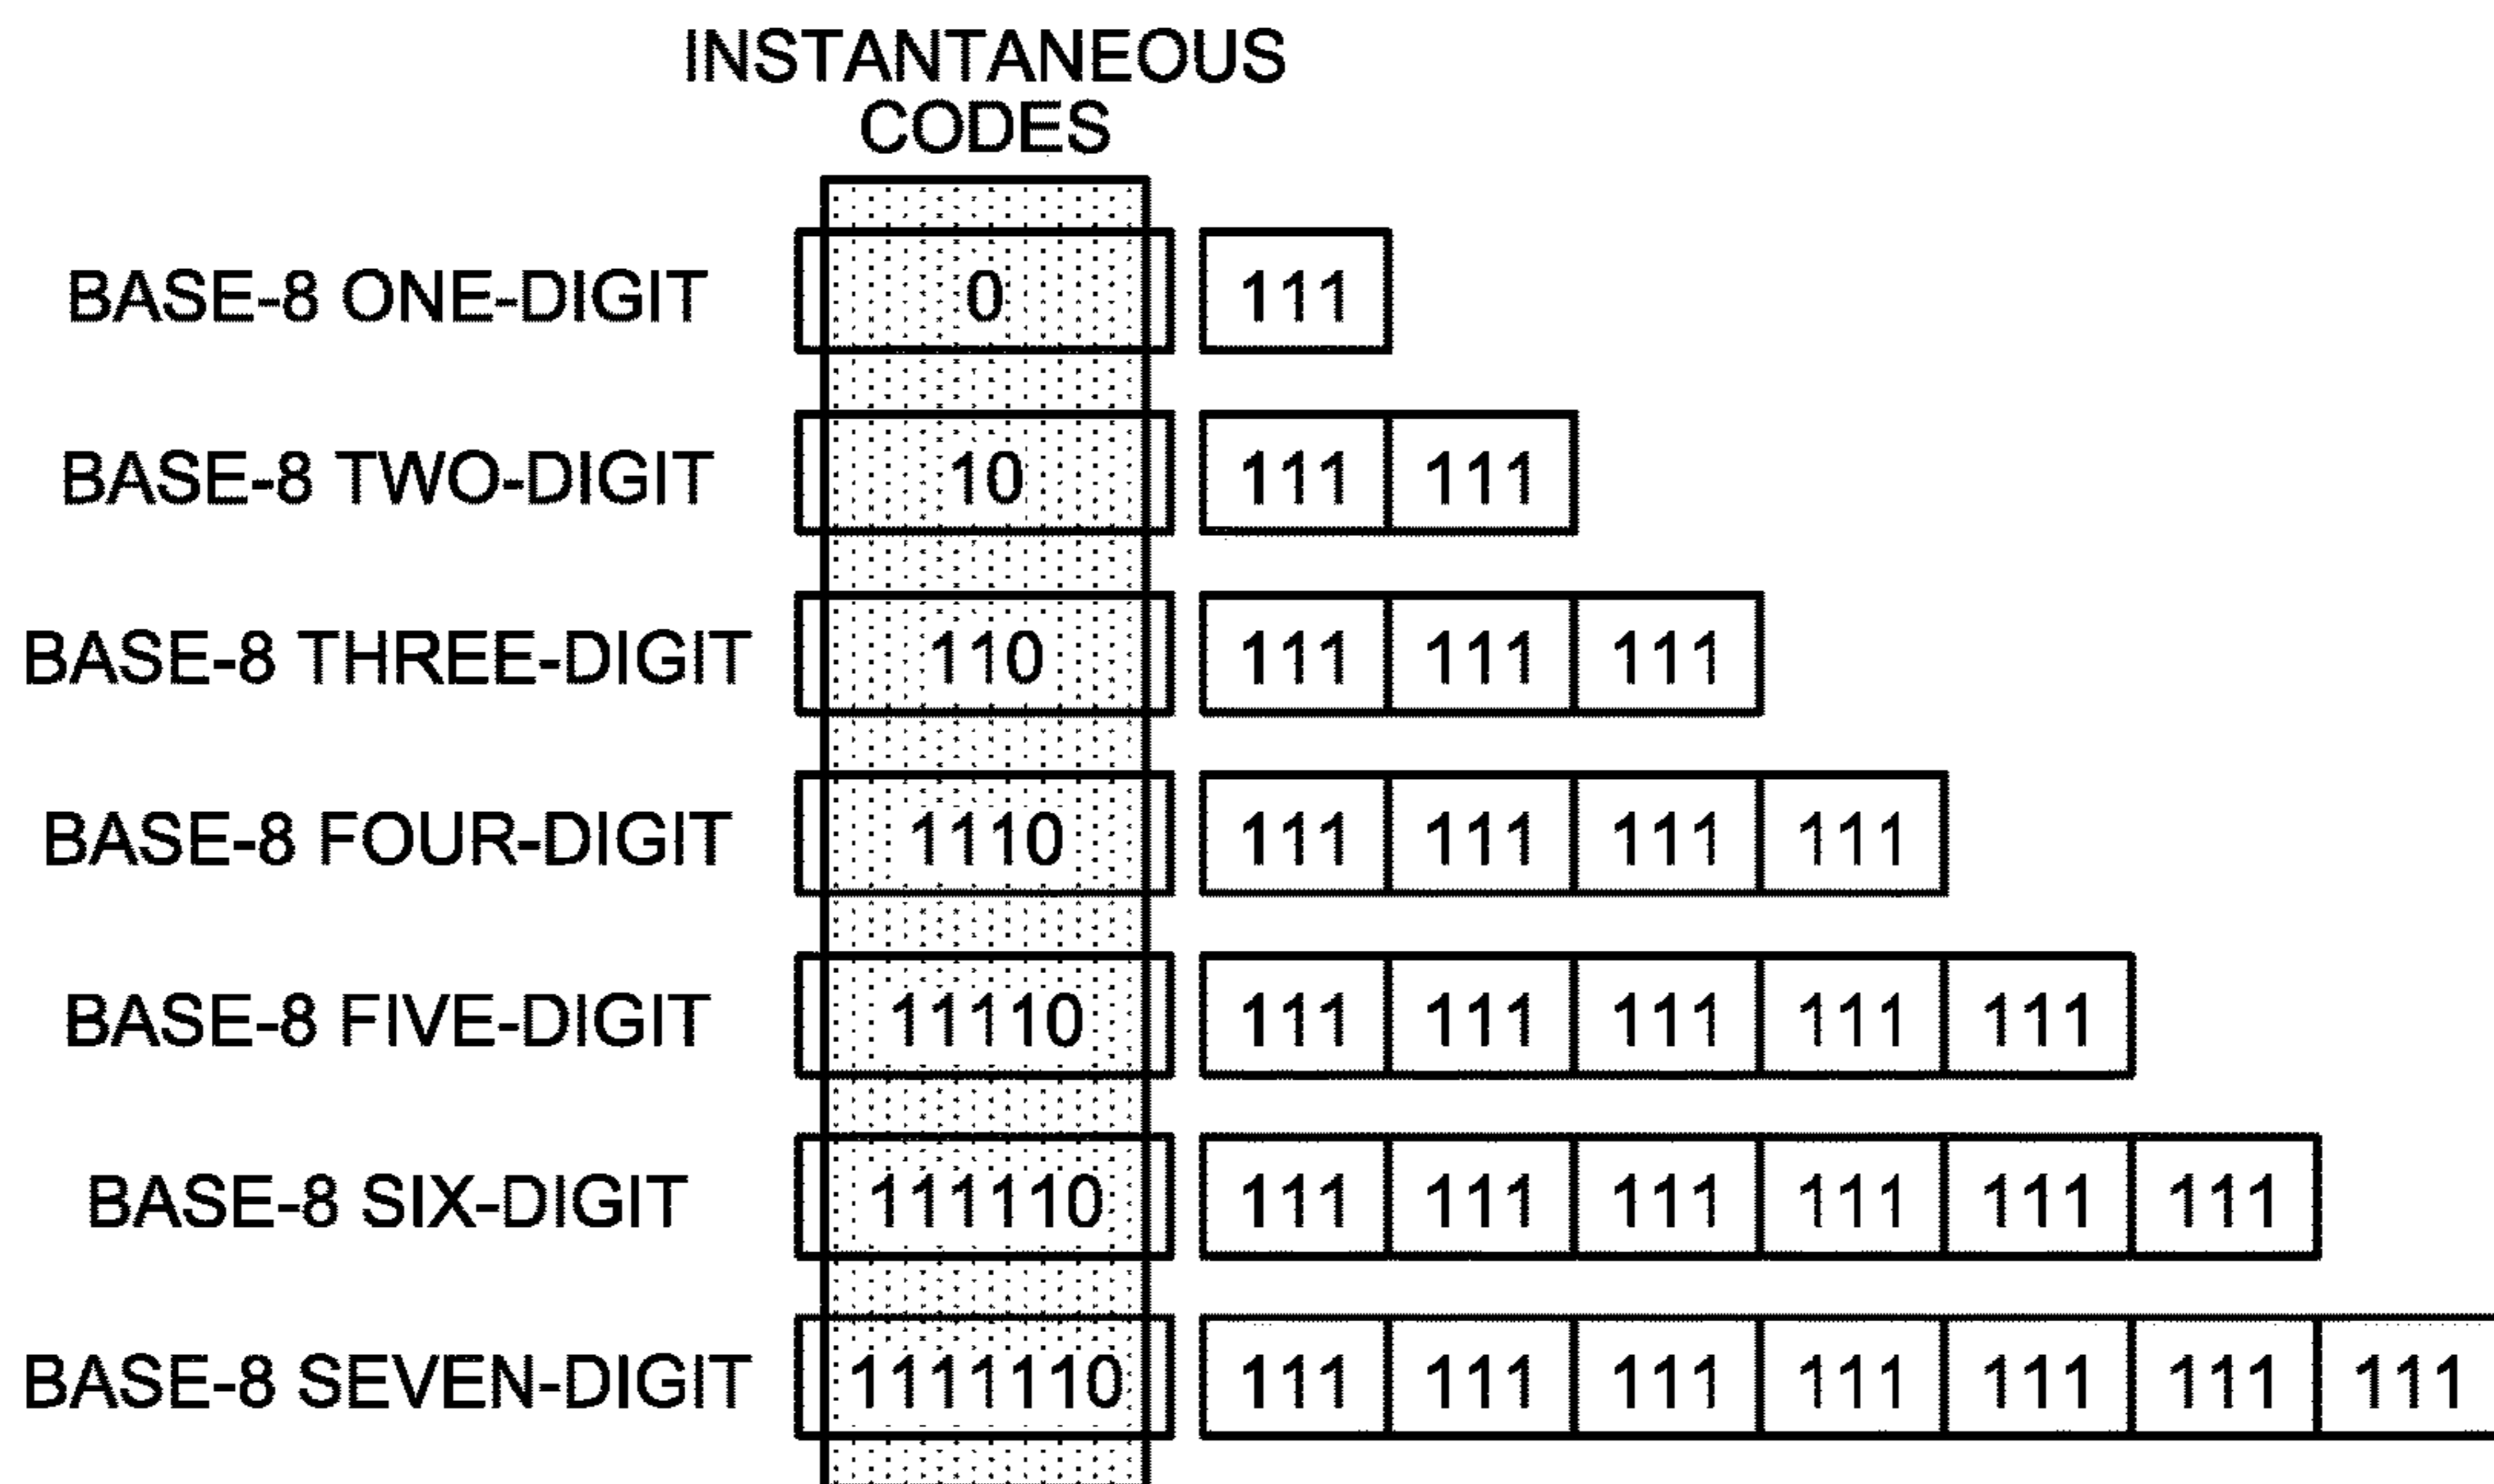 INSTANTANEOUS
CODES
BASE-8 ONE-DIGIT 0 111
BASE-8 TWO-DIGIT 10 111 111
BASE-8 THREE-DIGIT 110 111 111 111
BASE-8 FOUR-DIGIT 1110 111 111 111 111
BASE-8 FIVE-DIGIT 11110 111 111 111 111 111
BASE-8 SIX-DIGIT 111110 111 111 111 111 111 111
BASE-8 SEVEN-DIGIT 1111110 111 111 111 111 111 111 111